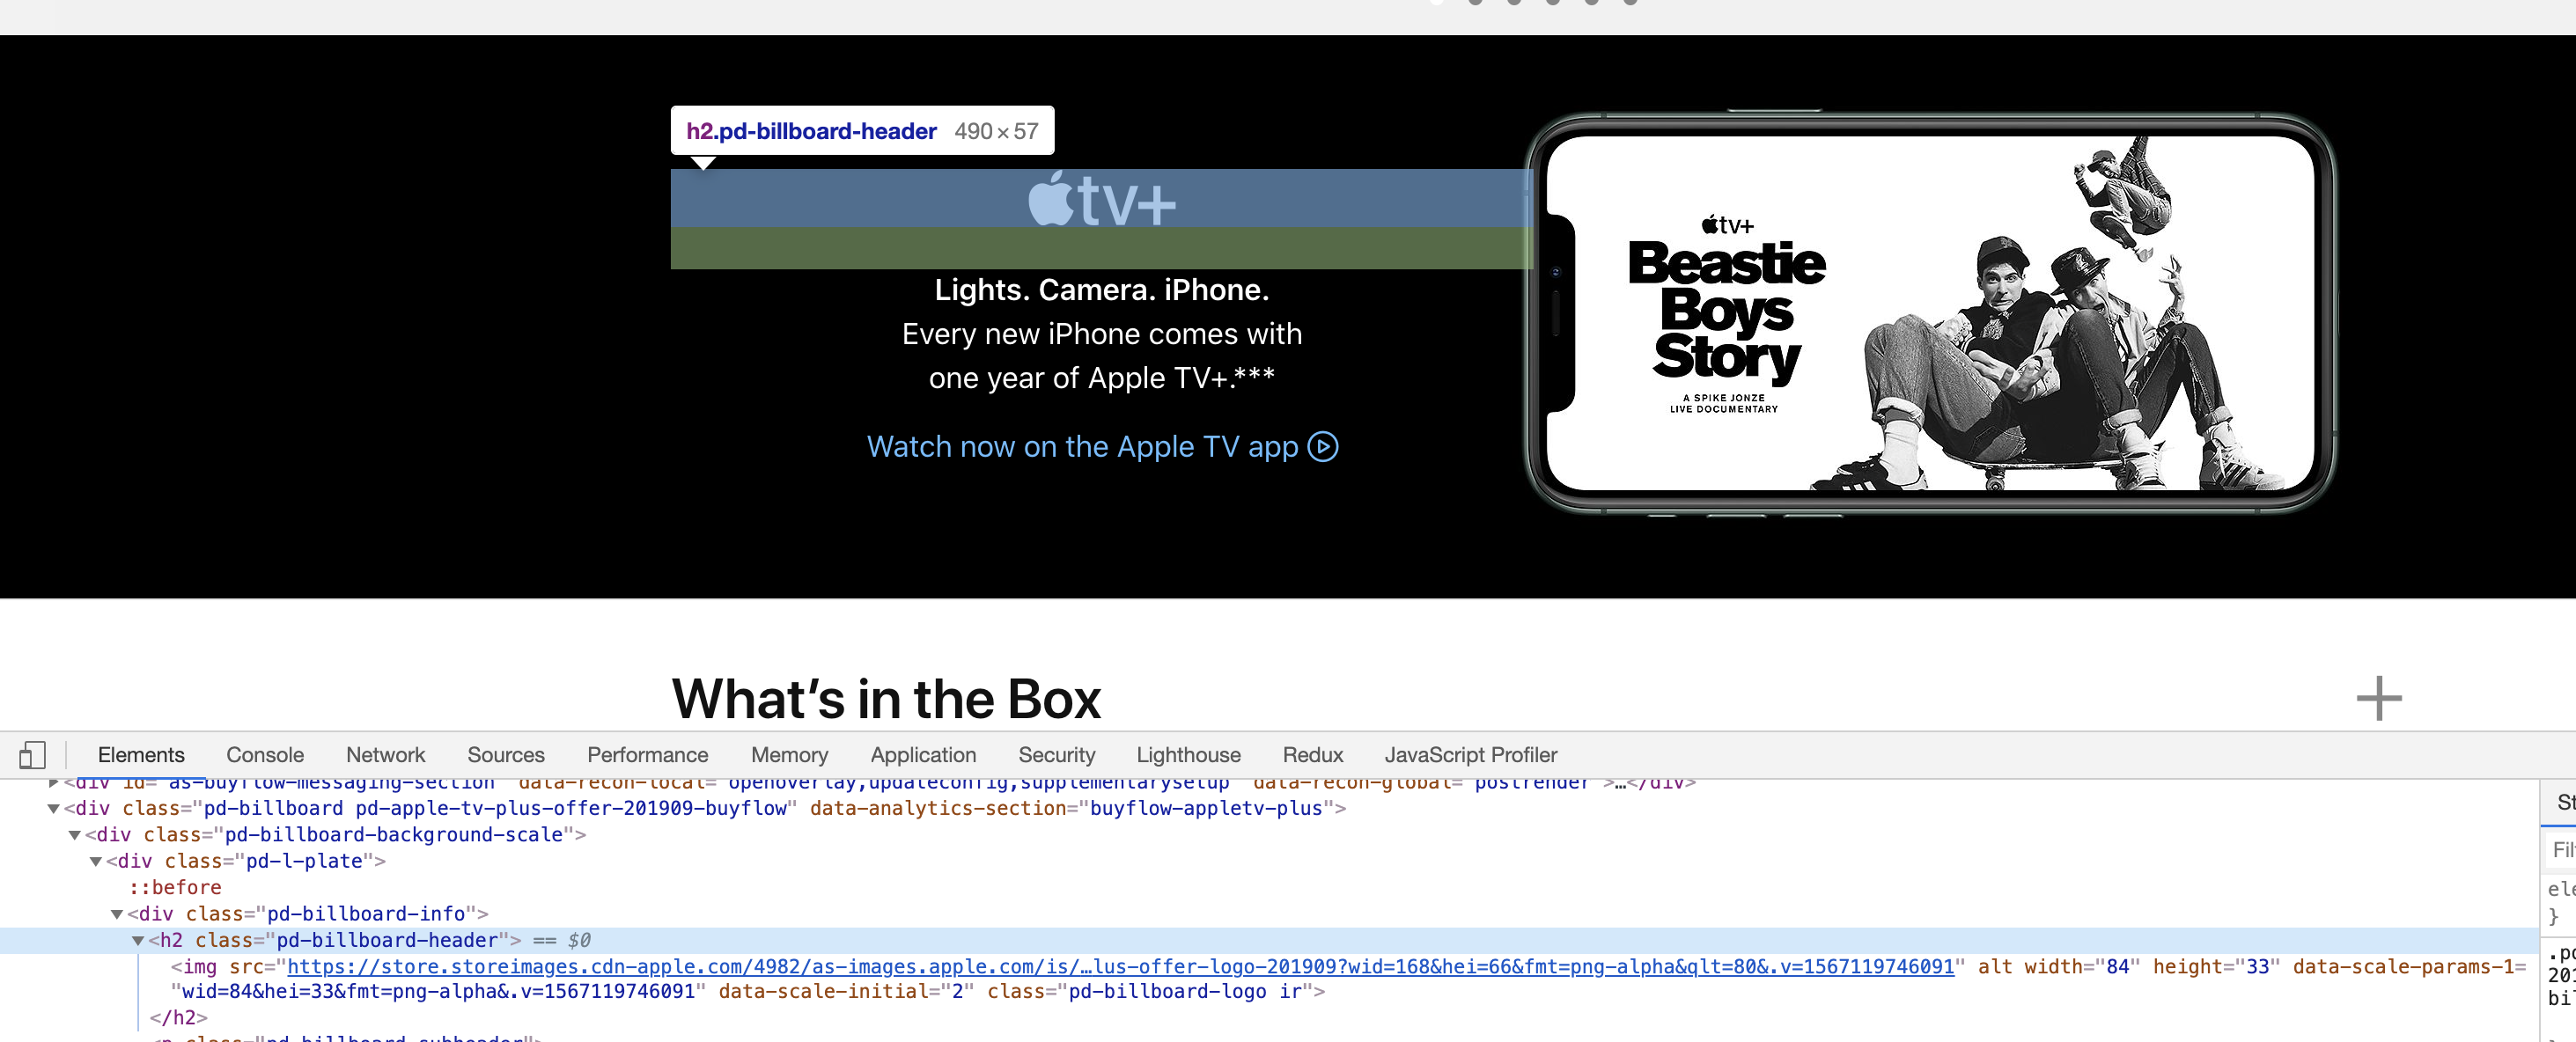 h2.pd-billboard-header 490 × 57
tv+
Lights. Camera. iPhone.
Every new iPhone comes with
one year of Apple TV+.***
Watch now on the Apple TV app
tv+
Beastie
Boys
Story
A SPIKE JONZE
LIVE DOCUMENTARY
What’s in the Box
Elements Console Network Sources Performance Memory Application Security Lighthouse Redux JavaScript Profiler
<div id="as-buyflow-messaging-section" data-recon-local="openoverlay,updateconfig,supplementarysetup" data-recon-global="postrender">…</div>
<div class="pd-billboard pd-apple-tv-plus-offer-201909-buyflow" data-analytics-section="buyflow-appletv-plus">
<div class="pd-billboard-background-scale">
<div class="pd-l-plate">
::before
<div class="pd-billboard-info">
<h2 class="pd-billboard-header"> == $0
<img src="https://store.storeimages.cdn-apple.com/4982/as-images.apple.com/is/…lus-offer-logo-201909?wid=168&hei=66&fmt=png-alpha&qlt=80&.v=1567119746091" alt width="84" height="33" data-scale-params-1=
"wid=84&hei=33&fmt=png-alpha&.v=1567119746091" data-scale-initial="2" class="pd-billboard-logo ir">
</h2>
<p class="pd-billboard-subheader">
St
Fil
ele
}
.pd
201
bil